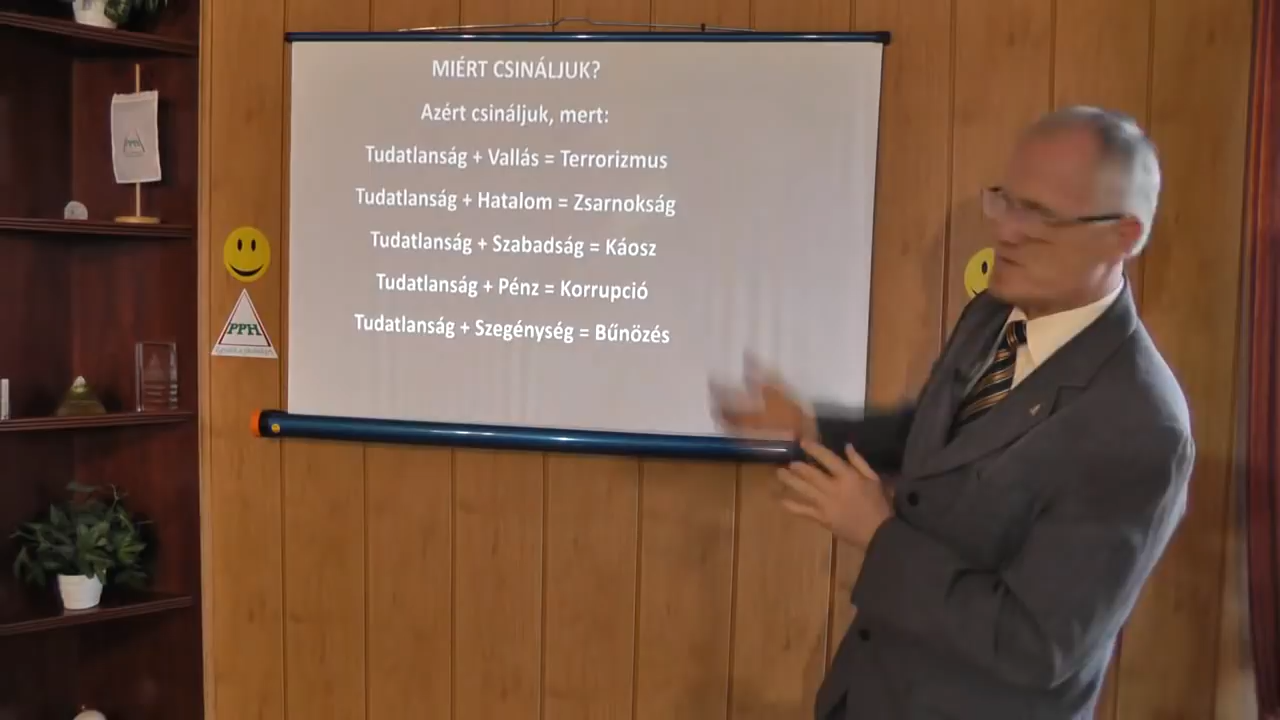 MIÉRT CSINÁLJUK?
Azért csináljuk, mert:
Tudatlanság + Vallás = Terrorizmus
Tudatlanság + Hatalom = Zsarnokság
Tudatlanság + Szabadság = Káosz
Tudatlanság + Pénz = Korrupció
Tudatlanság + Szegénység = Bűnözés
PPH
PPH